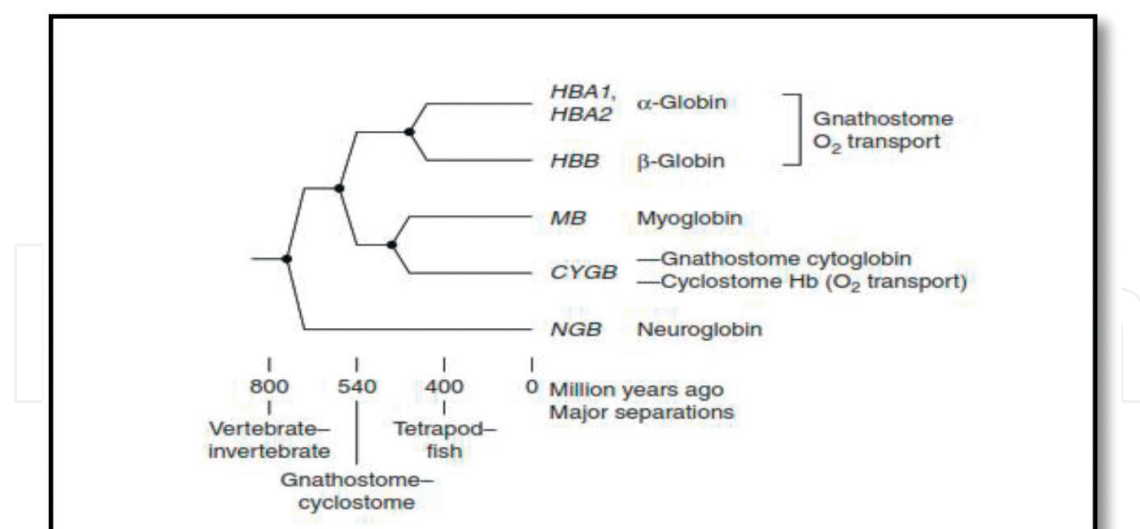 HBA1, α-Globin
HBA2
Gnathostome
O₂ transport
HBB β-Globin
MB Myoglobin
CYGB —Gnathostome cytoglobin
—Cyclostome Hb (O₂ transport)
NGB Neuroglobin
800 540 400 0 Million years ago
Major separations
Vertebrate–
invertebrate
Tetrapod–
fish
Gnathostome–
cyclostome